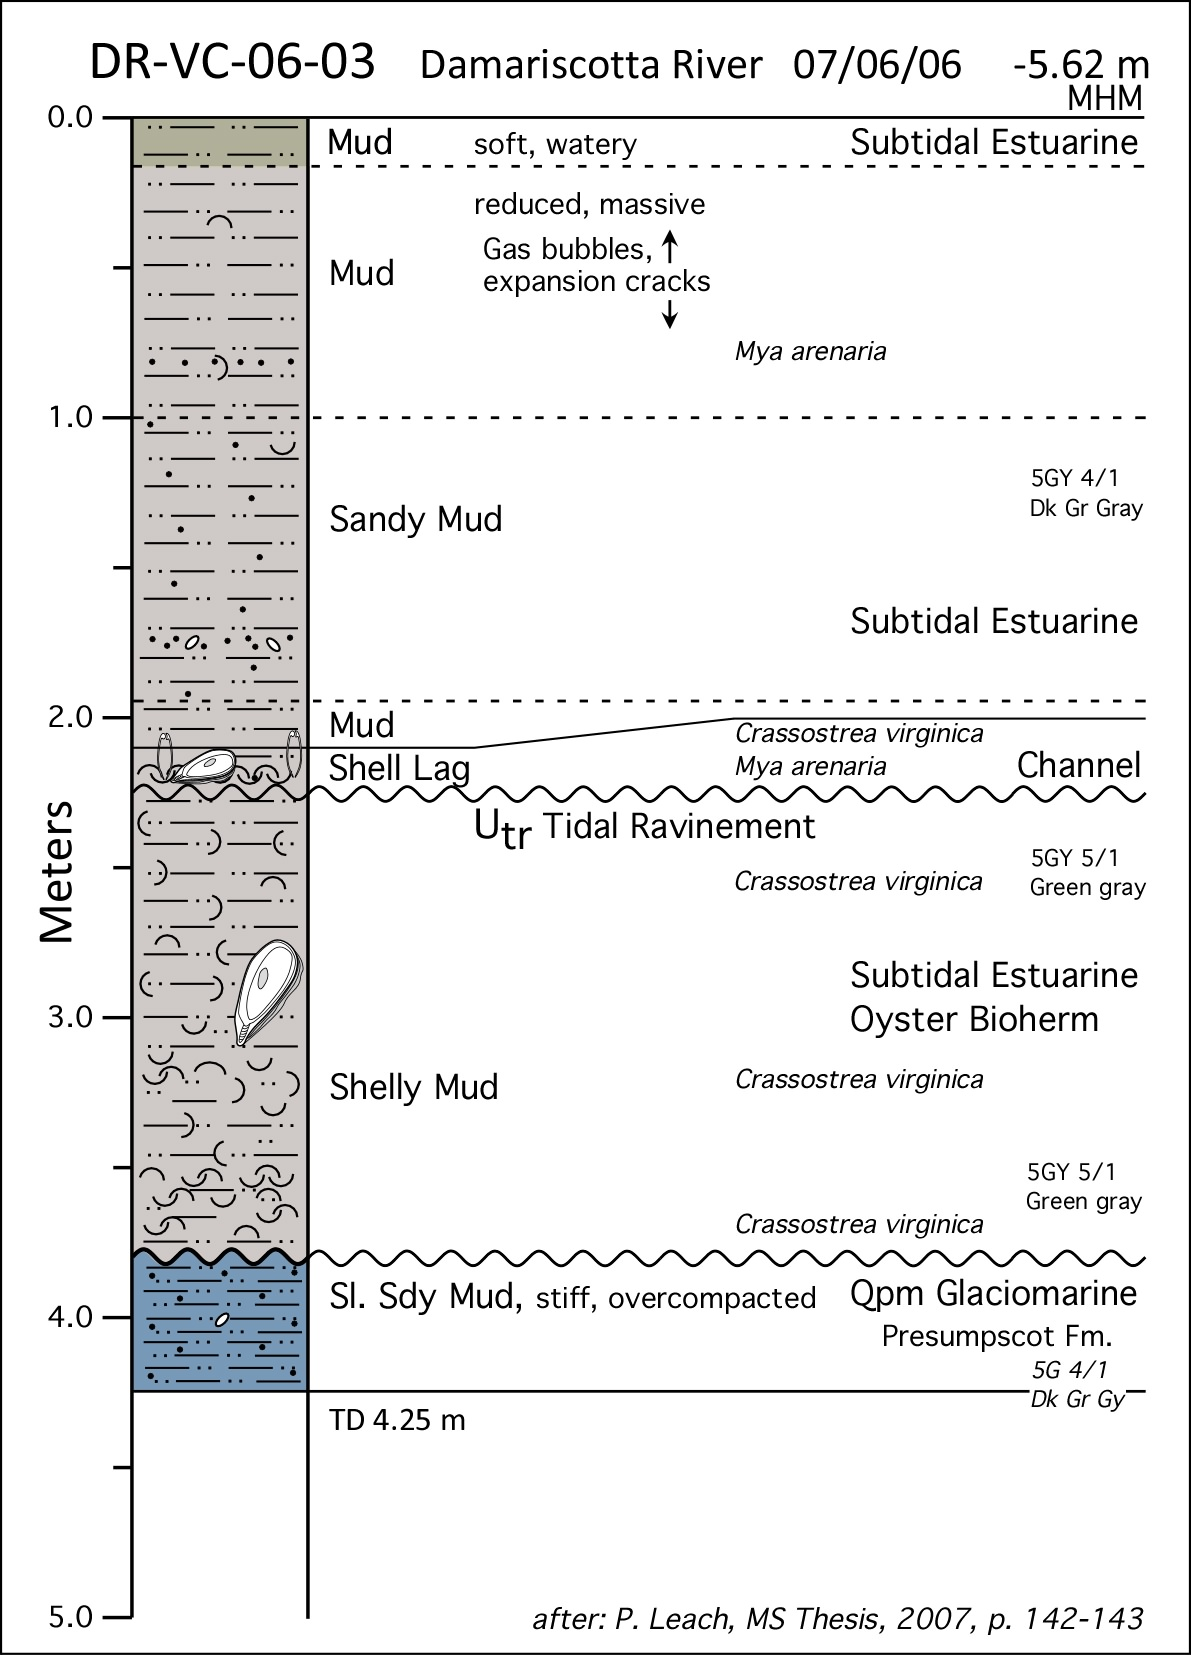 DR-VC-06-03 Damariscotta River 07/06/06 -5.62 m
MHM
0.0
Mud soft, watery Subtidal Estuarine
reduced, massive
Gas bubbles,
expansion cracks
Mud
Mya arenaria
1.0
5GY 4/1
Dk Gr Gray
Sandy Mud
Subtidal Estuarine
2.0
Mud
Crassostrea virginica
Shell Lag Mya arenaria Channel
Utr Tidal Ravinement
Meters
5GY 5/1
Green gray
Crassostrea virginica
Subtidal Estuarine
Oyster Bioherm
3.0
Shelly Mud Crassostrea virginica
5GY 5/1
Green gray
Crassostrea virginica
Sl. Sdy Mud, stiff, overcompacted Qpm Glaciomarine
4.0
Presumpscot Fm.
5G 4/1
Dk Gr Gy
TD 4.25 m
5.0
after: P. Leach, MS Thesis, 2007, p. 142-143